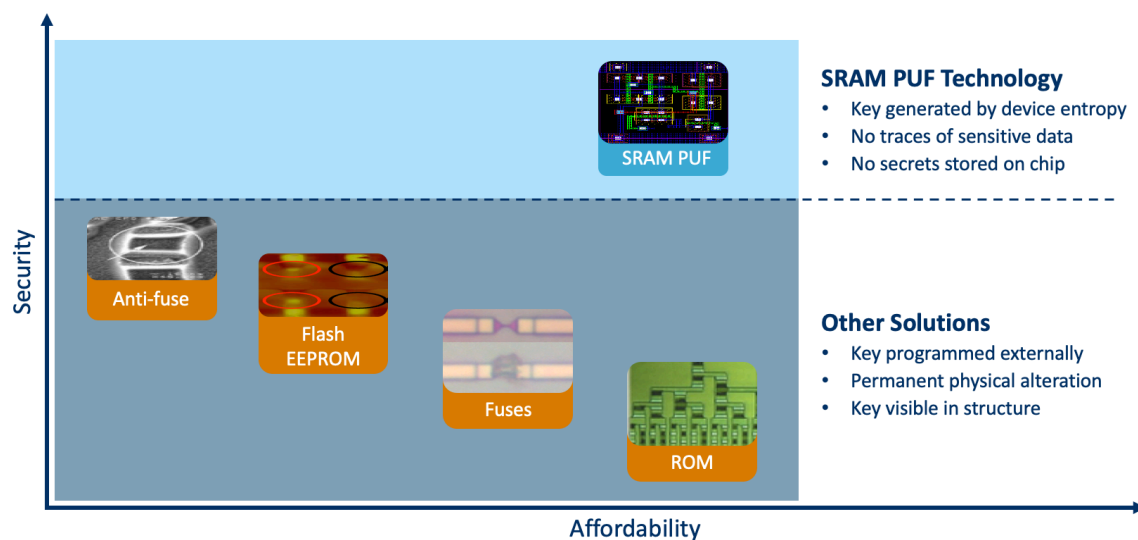 Security
SRAM PUF
SRAM PUF Technology
• Key generated by device entropy
• No traces of sensitive data
• No secrets stored on chip
Anti-fuse
Flash
EEPROM
Fuses
ROM
Other Solutions
• Key programmed externally
• Permanent physical alteration
• Key visible in structure
Affordability